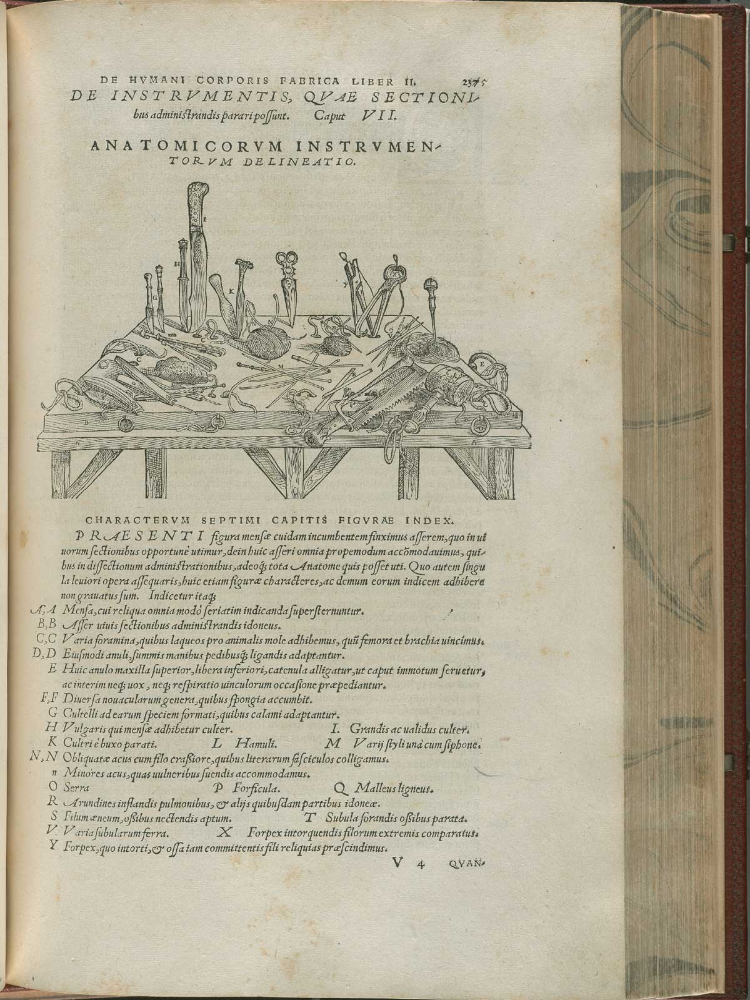 DE HVMANI CORPORIS FABRICA LIBER II. 235
DE INSTRVMENTIS, QVAE SECTIONI-
bus administrandis parari possunt. Caput VII.
ANATOMICORVM INSTRVMEN-
TORVM DELINEATIO.
CHARACTERVM SEPTIMI CAPITIS FIGVRAE INDEX.
PRAESENTI figura mensæ cuidam incumbentem finximus asserem, quo in ui
uorum sectionibus opportunè utimur, dein huic asseri omnia propemodum accõmodauimus, qui-
bus in dissectionum administrationibus, adeoq́; tota Anatome quis posset uti. Quo autem singu
la leuiori opera assequaris, huic etiam figuræ characteres, ac demum eorum indicem adhibere
non grauatus sum. Indicetur itaq́;
A, A Mensa, cui reliqua omnia modò seriatim indicanda supersternuntur.
B, B Asser uiuis sectionibus administrandis idoneus.
C, C Varia foramina, quibus laqueos pro animalis mole adhibemus, quũ femora et brachia uincimus.
D, D Eiusmodi anuli, summis manibus pedibusq́; ligandis adaptantur.
E Huic anulo maxilla superior, libera inferiori, catenula alligatur, ut caput immotum seruetur,
ac interim neq; uox, neq; respiratio uinculorum occasione præpediantur.
F, F Diuersa nouacularum genera, quibus spongia accumbit.
G Cultelli ad earum speciem formati, quibus calami adaptantur.
H Vulgaris qui mensæ adhibetur culter. I. Grandis ac ualidus culter.
K Cultri è buxo parati. L Hamuli. M Varij styli unà cum siphone.
N, N Obliquatæ acus cum filo crassiore, quibus literarum fasciculos colligamus.
n Minores acus, quas uulneribus suendis accommodamus.
O Serra P Forficula. Q Malleus ligneus.
R Arundines inflandis pulmonibus, & alijs quibusdam partibus idoneæ.
S Filum æneum, ossibus nectendis aptum. T Subula forandis ossibus parata.
V Varia subularum ferra. X Forpex intorquendis filorum extremis comparatus.
Y Forpex, quo intorti, & ossa iam committentis fili reliquias præscindimus.
V 4 QVAN-